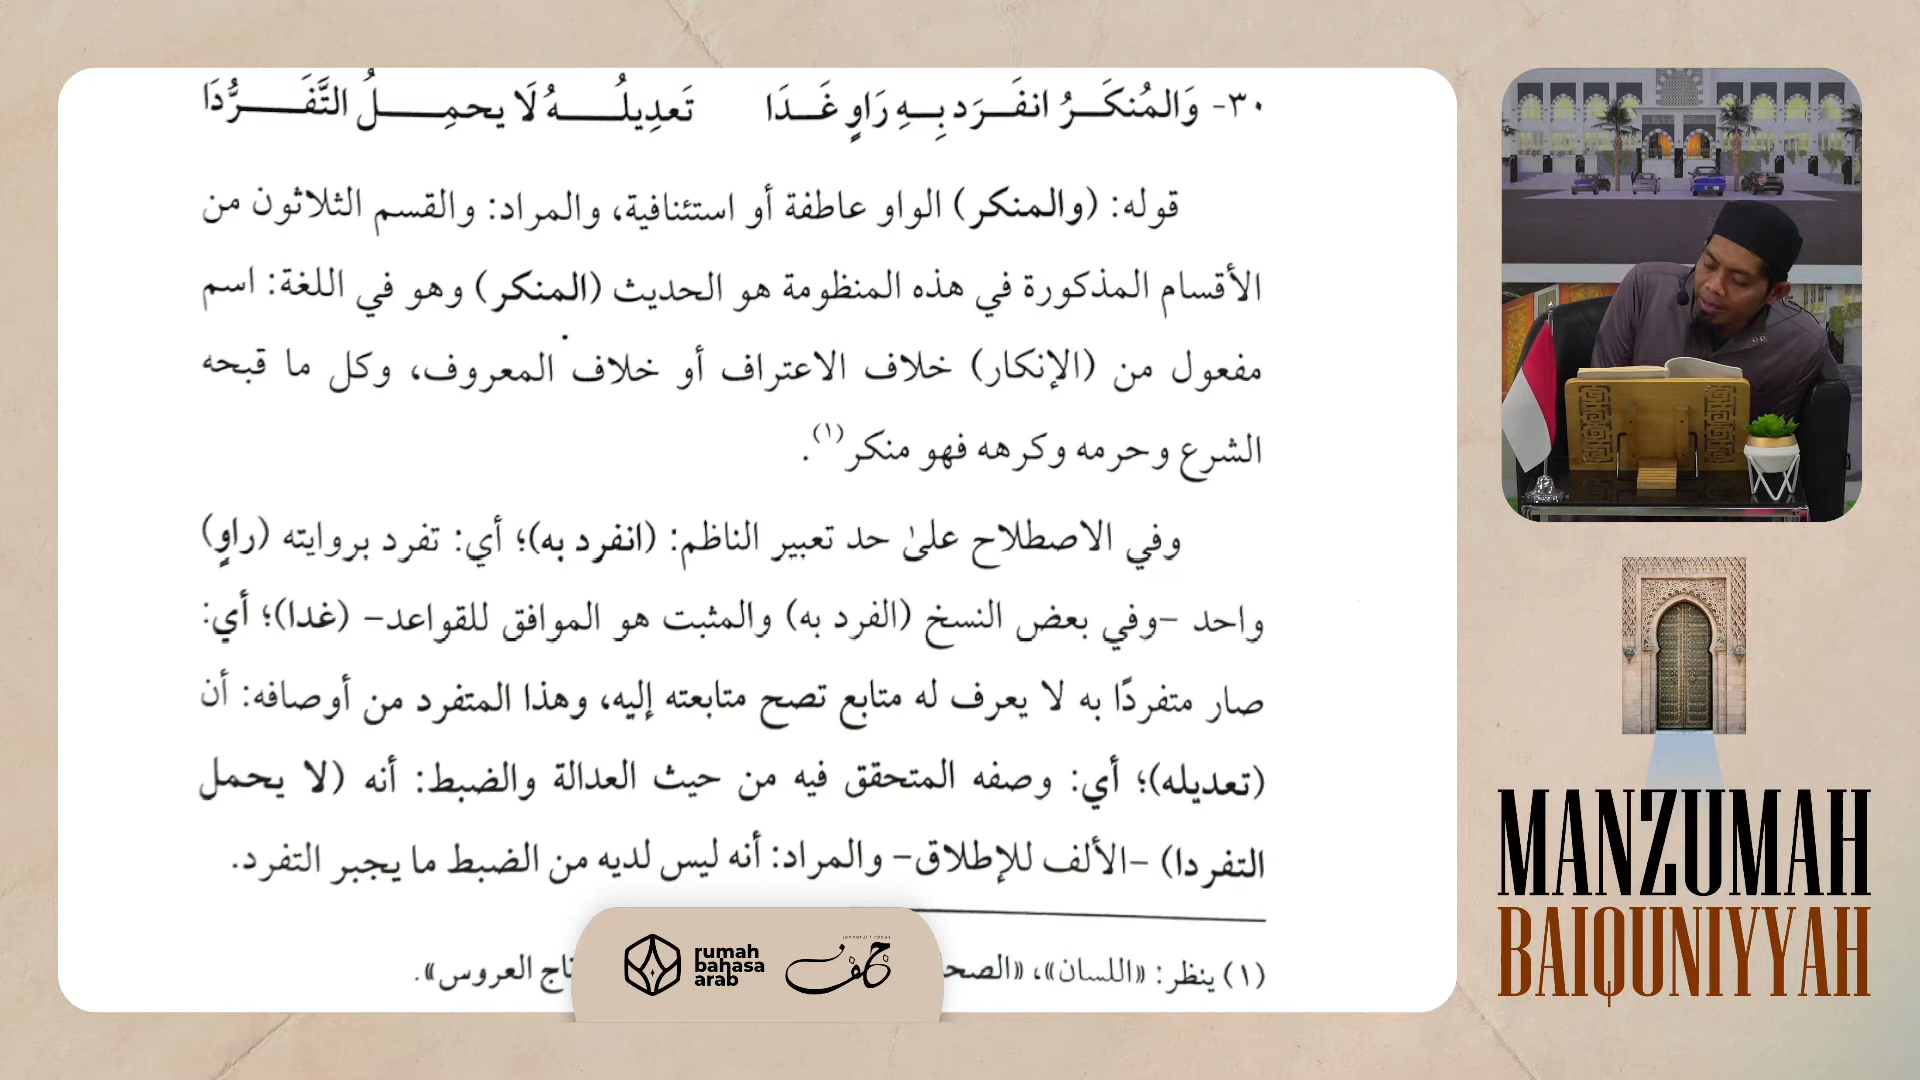 ٣٠- وَالمُنكَرُ انفَرَد بِهِ رَاوٍ غَدَا تَعدِيلُهُ لَا يحمِلُ التَّفَرُّدَا
قوله: (والمنكر) الواو عاطفة أو استئنافية، والمراد: والقسم الثلاثون من
الأقسام المذكورة في هذه المنظومة هو الحديث (المنكر) وهو في اللغة: اسم
مفعول من (الإنكار) خلاف الاعتراف أو خلاف المعروف، وكل ما قبحه
الشرع وحرمه وكرهه فهو منكر(١).
وفي الاصطلاح علىٰ حد تعبير الناظم: (انفرد به)؛ أي: تفرد بروايته (راوٍ)
واحد -وفي بعض النسخ (الفرد به) والمثبت هو الموافق للقواعد- (غدا)؛ أي:
صار متفردًا به لا يعرف له متابع تصح متابعته إليه، وهذا المتفرد من أوصافه: أن
(تعديله)؛ أي: وصفه المتحقق فيه من حيث العدالة والضبط: أنه (لا يحمل
التفردا) -الألف للإطلاق- والمراد: أنه ليس لديه من الضبط ما يجبر التفرد.
(١) ينظر: «اللسان»، «الصح تاج العروس».
rumah
bahasa
arab
MANZUMAH
BAIQUNIYYAH